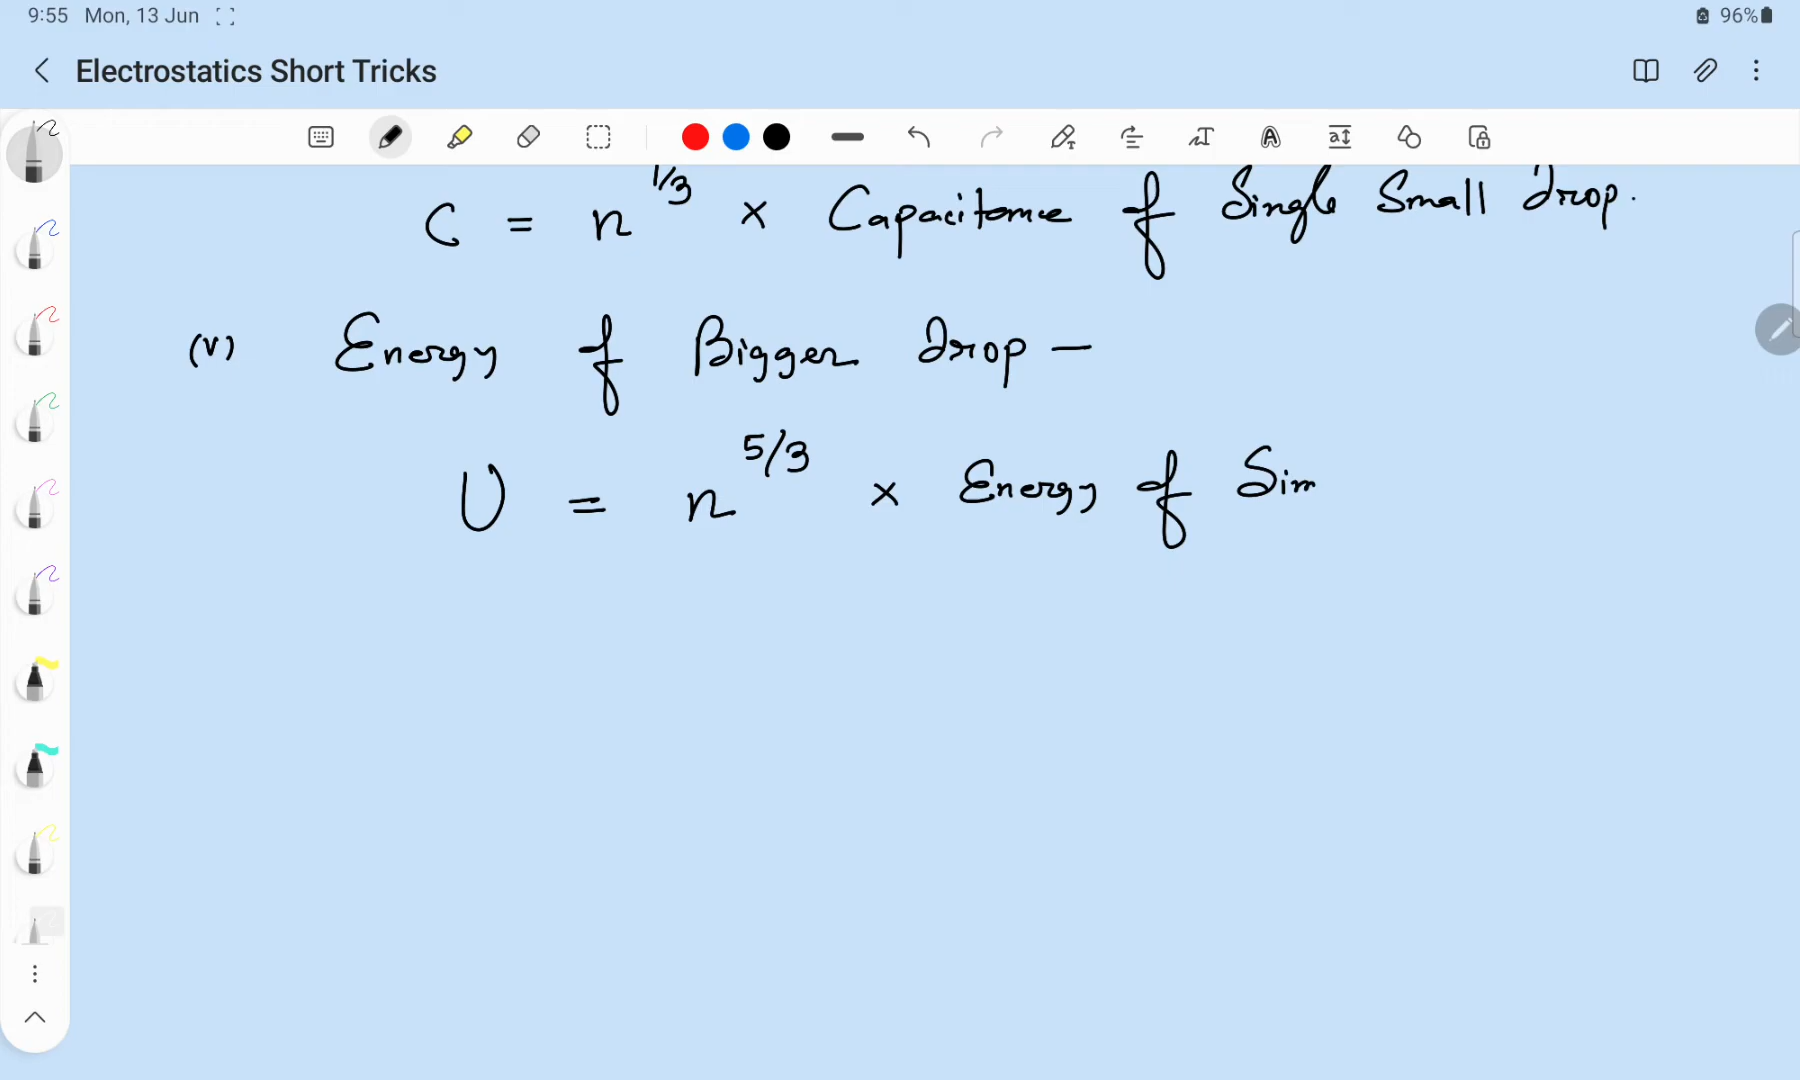 9:55 Mon, 13 Jun 96%
Electrostatics Short Tricks
C = n^1/3 × Capacitance of Single Small drop.
(V) Energy of Bigger drop —
U = n^5/3 × Energy of Sin